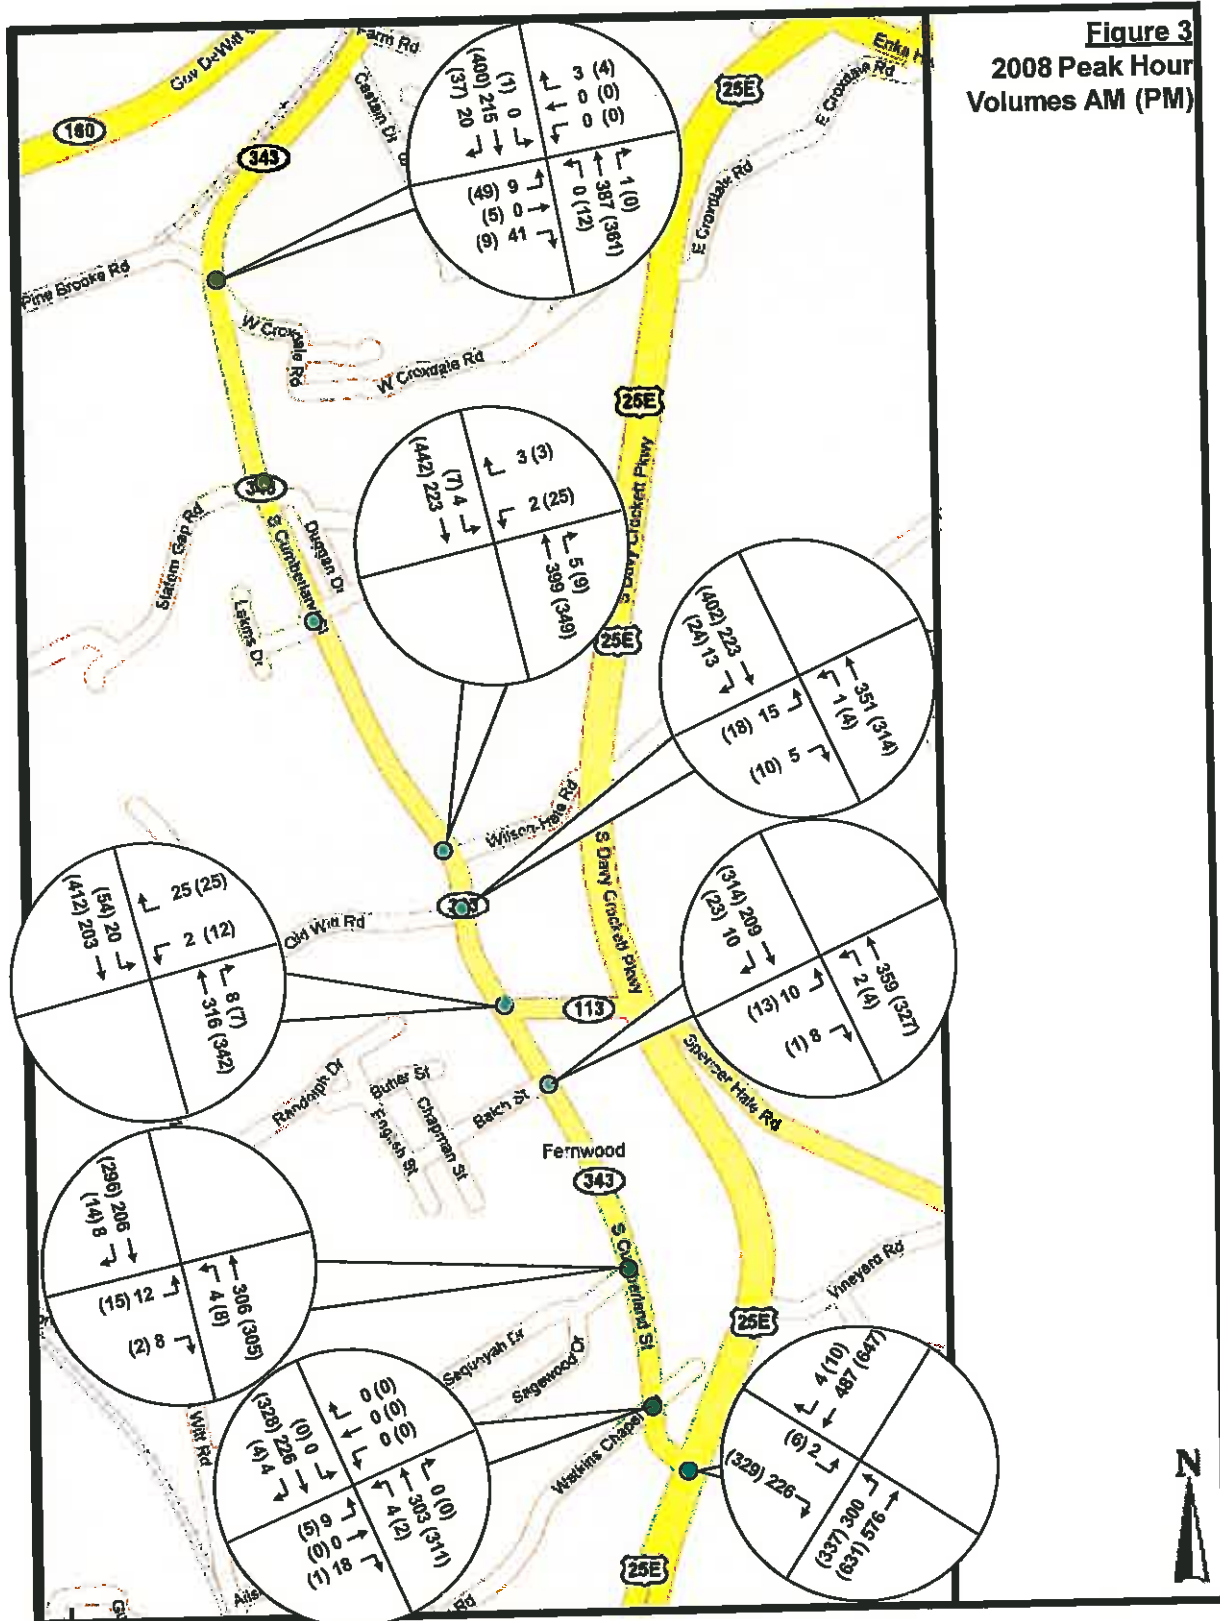 Figure 3
2008 Peak Hour
Volumes AM (PM)
Gov DeWitt
Farm Rd
160
343
Castain Dr
25E
Enka H
E Croxdale Rd
E Croxdale Rd
3 (4)
0 (0)
0 (0)
(1) 0
(400) 215
(37) 20
1 (0)
387 (361)
0 (12)
(49) 9
(5) 0
(9) 41
Pine Brooke Rd
W Croxdale Rd
W Croxdale Rd
25E
S Davy Crockett Pkwy
3 (3)
2 (25)
(7) 4
(442) 223
5 (9)
399 (349)
343
Statem Gap Rd
S Cumberland St
Duggan Dr
Lakins Dr
25E
(402) 223
(24) 13
351 (314)
1 (4)
(18) 15
(10) 5
Wilson-Hale Rd
S Davy Crockett Pkwy
25 (25)
2 (12)
(54) 20
(412) 203
8 (7)
316 (342)
Old Witt Rd
113
(314) 209
(23) 10
359 (327)
2 (4)
(13) 10
(1) 8
Spencer Hale Rd
Randolph Dr
Butler St
English St
Chapman St
Balch St
Fernwood
343
S Cumberland St
(296) 206
(14) 8
306 (305)
4 (8)
(15) 12
(2) 8
Vineyard Rd
25E
Sequoyah Dr
Sagewood Dr
Watkins Chapel
Witt Rd
0 (0)
0 (0)
0 (0)
(0) 0
(328) 226
(4) 4
0 (0)
303 (311)
4 (2)
(5) 9
(0) 0
(1) 18
4 (10)
487 (647)
(6) 2
(329) 226
(337) 300
(631) 576
25E
Rd
N